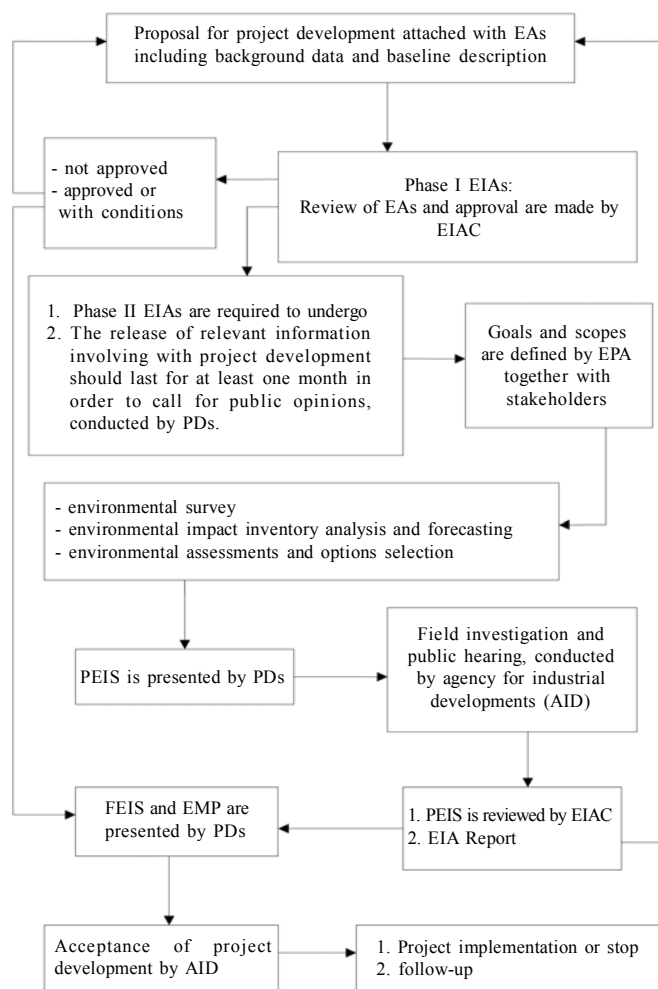 Proposal for project development attached with EAs
including background data and baseline description
- not approved
- approved or
with conditions
Phase I EIAs:
Review of EAs and approval are made by
EIAC
1. Phase II EIAs are required to undergo
2. The release of relevant information
involving with project development
should last for at least one month in
order to call for public opinions,
conducted by PDs.
Goals and scopes
are defined by EPA
together with
stakeholders
- environmental survey
- environmental impact inventory analysis and forecasting
- environmental assessments and options selection
PEIS is presented by PDs
Field investigation and
public hearing, conducted
by agency for industrial
developments (AID)
FEIS and EMP are
presented by PDs
1. PEIS is reviewed by EIAC
2. EIA Report
Acceptance of project
development by AID
1. Project implementation or stop
2. follow-up